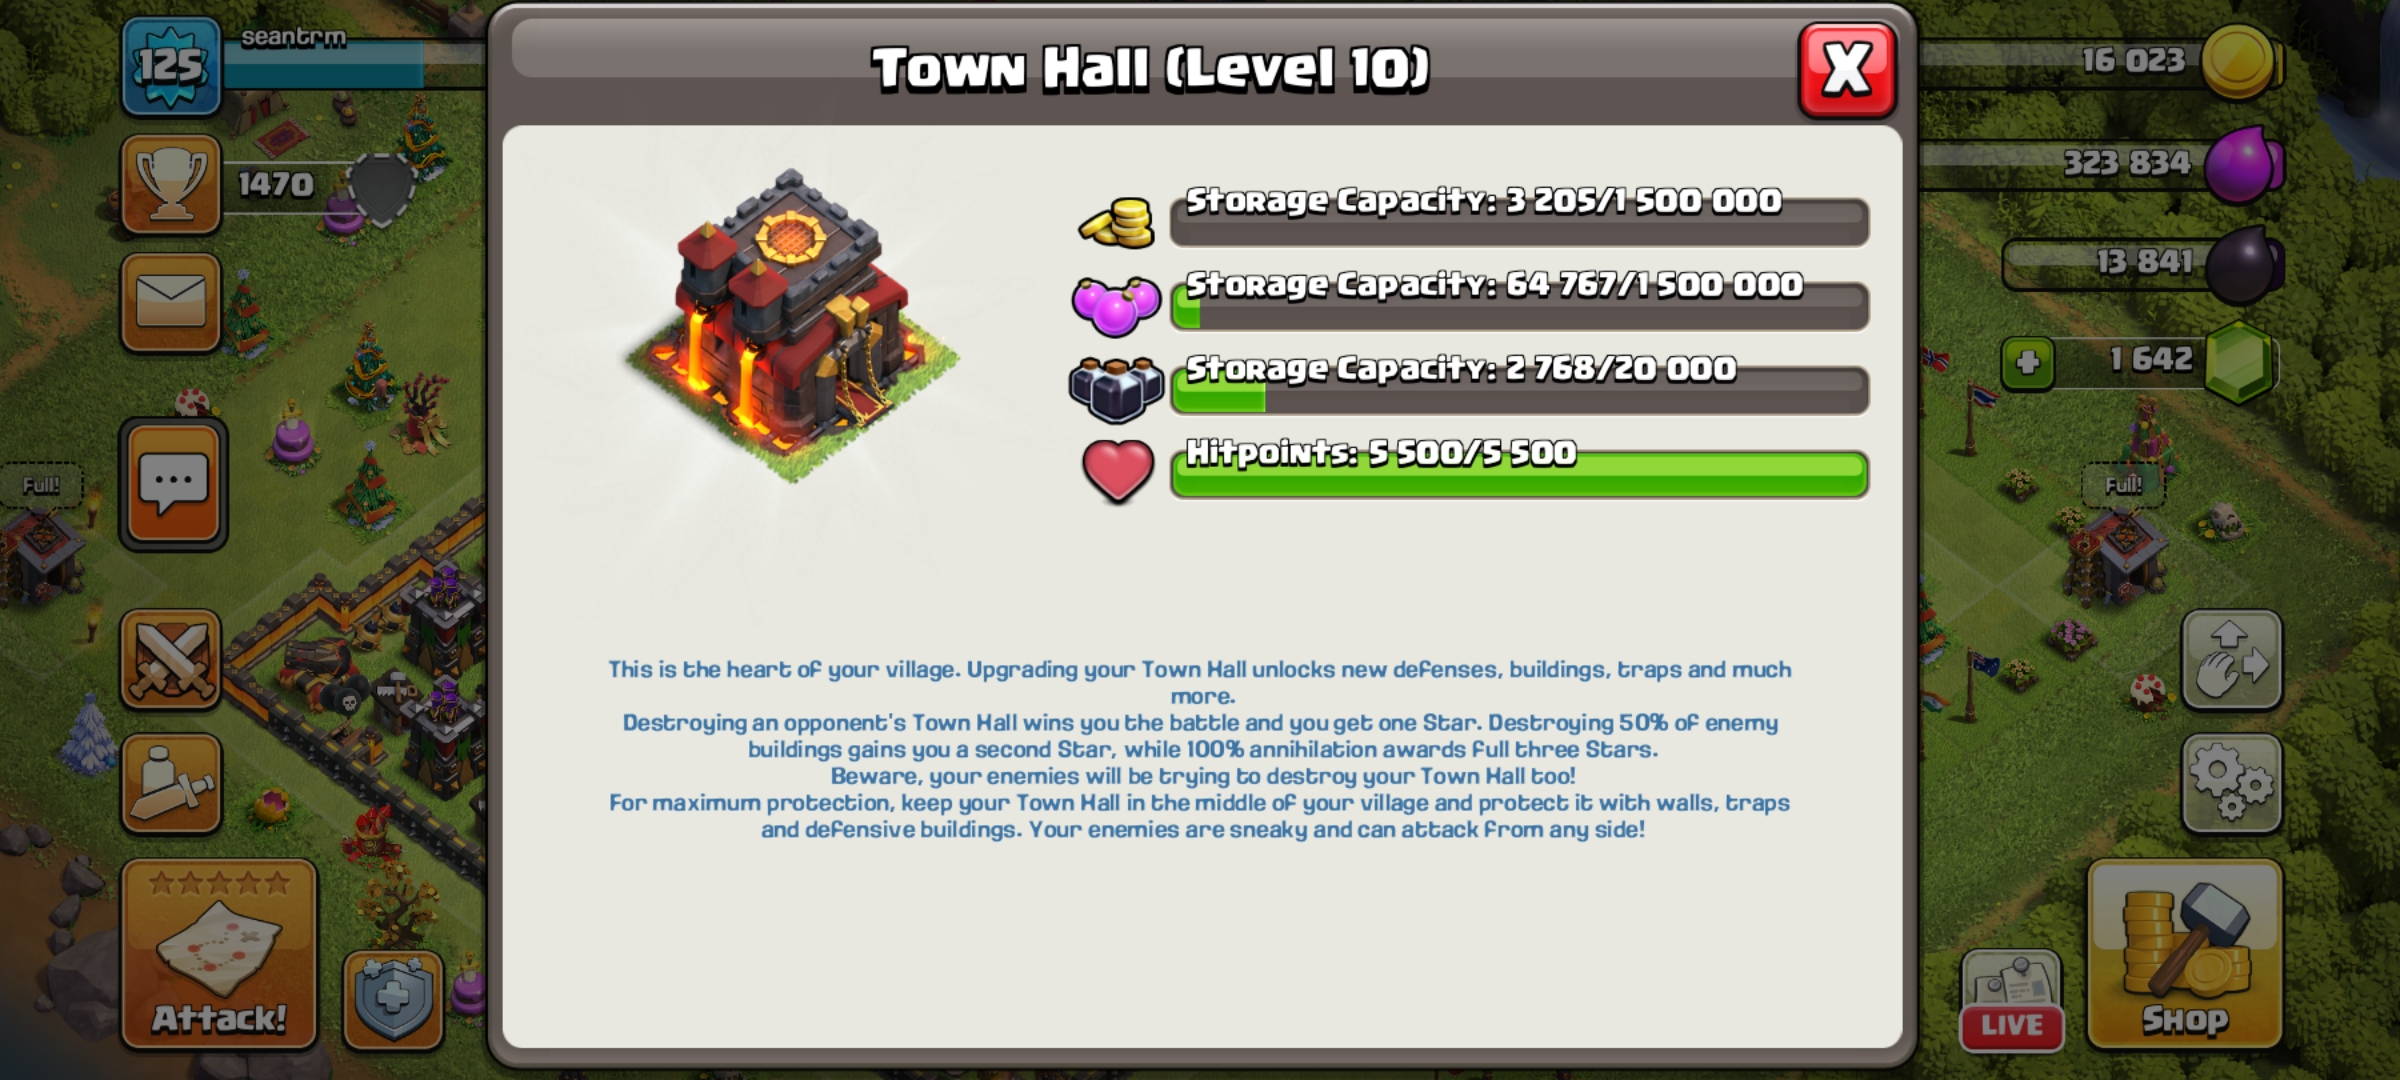 125
seantrm
Town Hall (Level 10)
X
16 023
1470
Storage Capacity: 3 205/1 500 000
323 834
Storage Capacity: 64 767/1 500 000
13 841
Storage Capacity: 2 768/20 000
1 642
Hitpoints: 5 500/5 500
Full!
Full!
This is the heart of your village. Upgrading your Town Hall unlocks new defenses, buildings, traps and much
more.
Destroying an opponent's Town Hall wins you the battle and you get one Star. Destroying 50% of enemy
buildings gains you a second Star, while 100% annihilation awards full three Stars.
Beware, your enemies will be trying to destroy your Town Hall too!
For maximum protection, keep your Town Hall in the middle of your village and protect it with walls, traps
and defensive buildings. Your enemies are sneaky and can attack from any side!
Attack!
LIVE
Shop